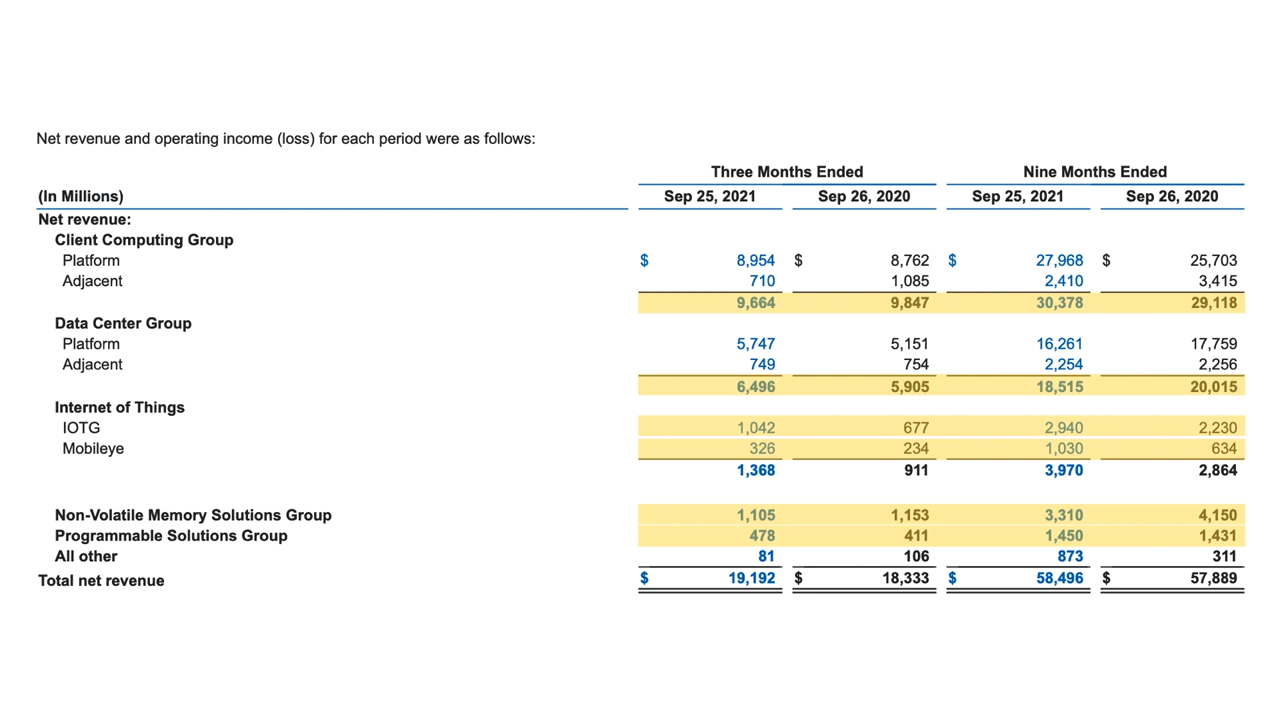 Net revenue and operating income (loss) for each period were as follows:
Three Months Ended Nine Months Ended
(In Millions) Sep 25, 2021 Sep 26, 2020 Sep 25, 2021 Sep 26, 2020
Net revenue:
Client Computing Group
Platform $ 8,954 $ 8,762 $ 27,968 $ 25,703
Adjacent 710 1,085 2,410 3,415
9,664 9,847 30,378 29,118
Data Center Group
Platform 5,747 5,151 16,261 17,759
Adjacent 749 754 2,254 2,256
6,496 5,905 18,515 20,015
Internet of Things
IOTG 1,042 677 2,940 2,230
Mobileye 326 234 1,030 634
1,368 911 3,970 2,864
Non-Volatile Memory Solutions Group 1,105 1,153 3,310 4,150
Programmable Solutions Group 478 411 1,450 1,431
All other 81 106 873 311
Total net revenue $ 19,192 $ 18,333 $ 58,496 $ 57,889